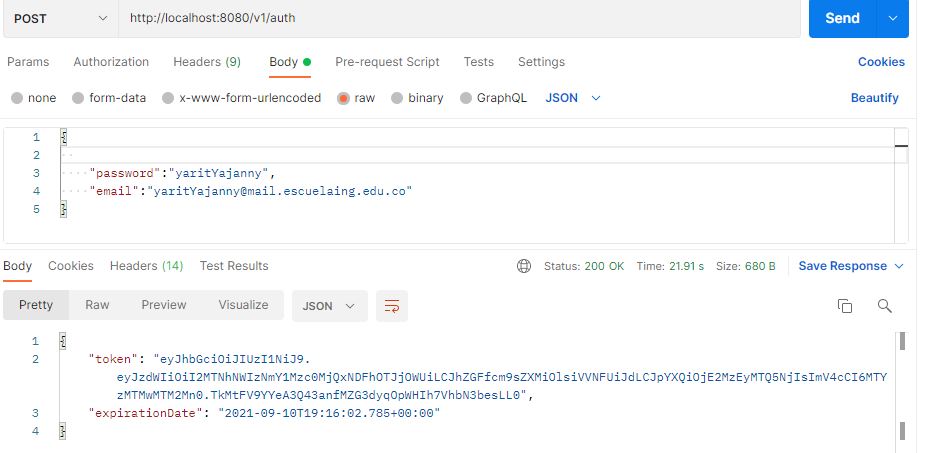 POST http://localhost:8080/v1/auth Send
Params Authorization Headers (9) Body Pre-request Script Tests Settings Cookies
none form-data x-www-form-urlencoded raw binary GraphQL JSON Beautify
1 {
2
3 "password":"yaritYajanny",
4 "email":"yaritYajanny@mail.escuelaing.edu.co"
5 }
Body Cookies Headers (14) Test Results Status: 200 OK Time: 21.91 s Size: 680 B Save Response
Pretty Raw Preview Visualize JSON
1 {
2 "token": "eyJhbGciOiJIUzI1NiJ9.
eyJzdWIiOiI2MTNhNWIzNmY1Mzc0MjQxNDFhOTJjOWUiLCJhZGFfcm9sZXMiOlsiVVNFUiJdLCJpYXQiOjE2MzEyMTQ5NjIsImV4cCI6MTY
zMTMwMTM2Mn0.TkMtFV9YYeA3Q43anfMZG3dyqOpWHIh7VhbN3besLL0",
3 "expirationDate": "2021-09-10T19:16:02.785+00:00"
4 }